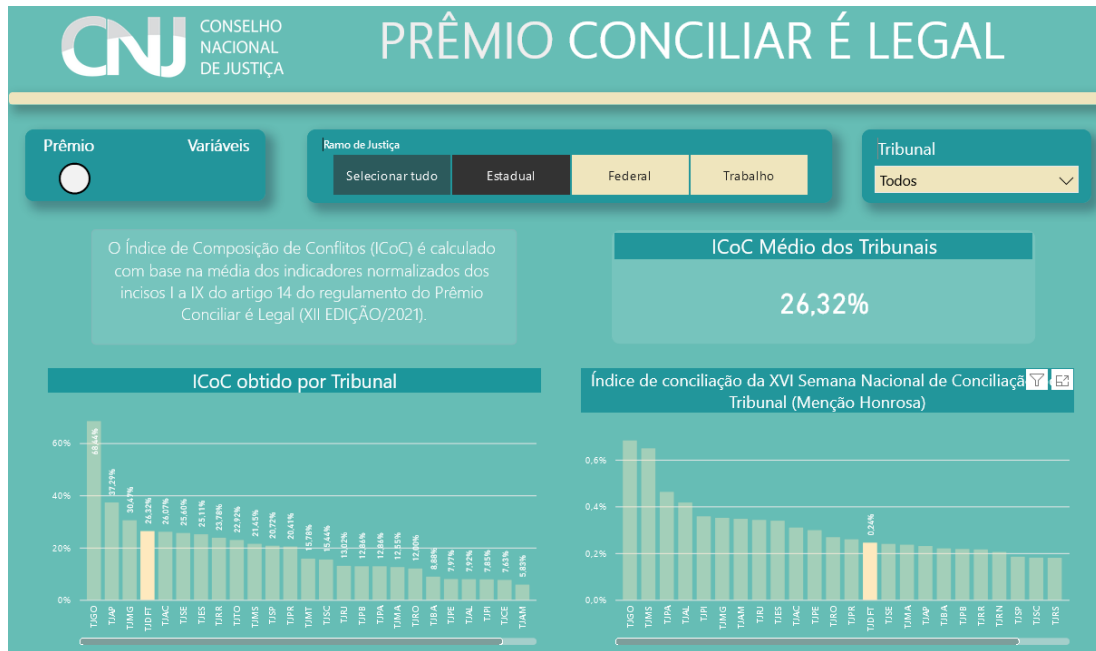 CNJ
CONSELHO
NACIONAL
DE JUSTIÇA
PRÊMIO CONCILIAR É LEGAL
Prêmio Variáveis
Ramo de Justiça
Selecionar tudo Estadual Federal Trabalho
Tribunal
Todos
O Índice de Composição de Conflitos (ICoC) é calculado
com base na média dos indicadores normalizados dos
incisos I a IX do artigo 14 do regulamento do Prêmio
Conciliar é Legal (XII EDIÇÃO/2021).
ICoC Médio dos Tribunais
26,32%
ICoC obtido por Tribunal
60%
40%
20%
0%
68,44% 37,29% 30,47% 26,32% 26,07% 25,60% 25,11% 23,78% 22,92% 21,45% 20,72% 20,41% 15,78% 15,44% 13,02% 12,86% 12,86% 12,55% 12,00% 8,88% 7,97% 7,92% 7,85% 7,63% 5,83%
TJGO TJAP TJMG TJDFT TJAC TJSE TJES TJRR TJTO TJMS TJSP TJPR TJMT TJSC TJRJ TJPB TJPA TJMA TJRO TJBA TJPE TJAL TJPI TJCE TJAM
Índice de conciliação da XVI Semana Nacional de Conciliaçã
Tribunal (Menção Honrosa)
0,6%
0,4%
0,2%
0,0%
0,24%
TJGO TJMS TJPA TJAL TJPI TJMG TJAM TJRJ TJES TJAC TJPE TJRO TJPR TJDFT TJSE TJMA TJAP TJBA TJPB TJRR TJRN TJSP TJSC TJRS